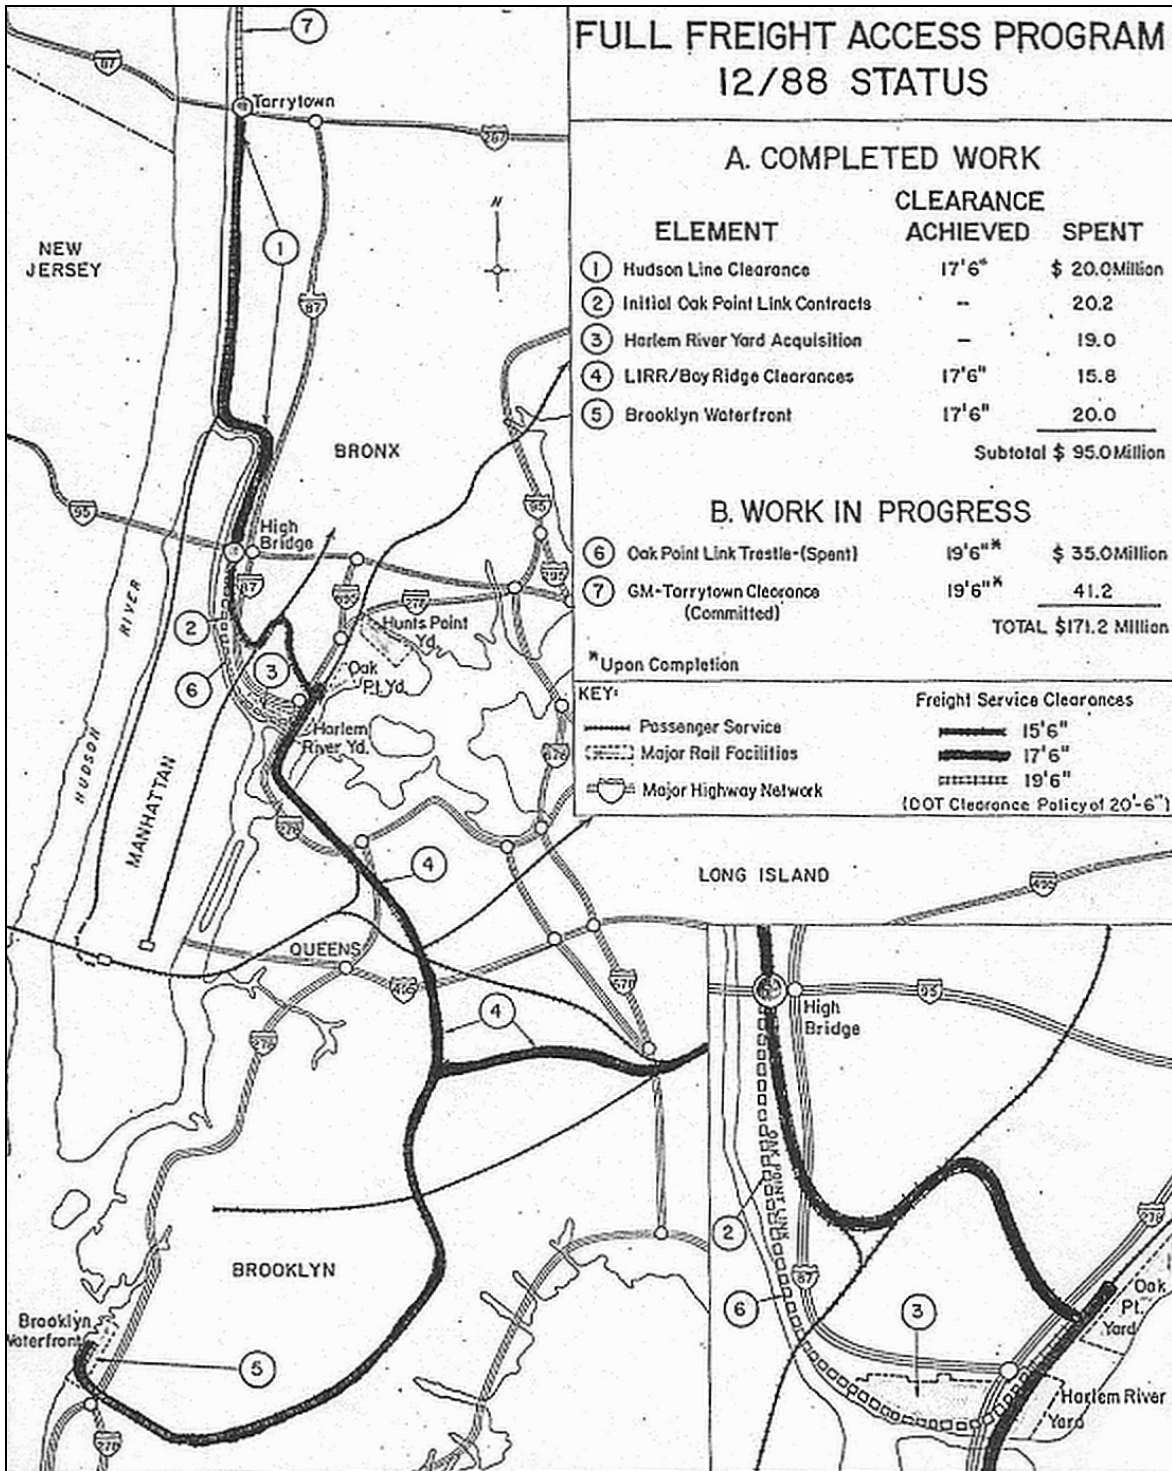 FULL FREIGHT ACCESS PROGRAM
12/88 STATUS
A. COMPLETED WORK
ELEMENT CLEARANCE ACHIEVED SPENT
1 Hudson Line Clearance 17'6" $ 20.0 Million
2 Initial Oak Point Link Contracts -- 20.2
3 Harlem River Yard Acquisition — 19.0
4 LIRR/Bay Ridge Clearances 17'6" 15.8
5 Brooklyn Waterfront 17'6" 20.0
Subtotal $ 95.0 Million
B. WORK IN PROGRESS
6 Oak Point Link Trestle-(Spent) 19'6"* $ 35.0 Million
7 GM-Tarrytown Clearance 19'6"* 41.2
(Committed)
TOTAL $171.2 Million
*Upon Completion
KEY:
Passenger Service
Major Rail Facilities
Major Highway Network
Freight Service Clearances
15'6"
17'6"
19'6"
(DOT Clearance Policy of 20'-6")
7
87
Tarrytown
287
N
1
NEW
JERSEY
87
BRONX
95
95
High
Bridge
87
295
895
278
HUDSON RIVER
2
Hunts Point
Yd.
3
Oak
Pt. Yd.
6
Harlem
River Yd.
678
MANHATTAN
278
4
LONG ISLAND
495
QUEENS
495
678
4
278
BROOKLYN
Brooklyn
Waterfront
5
278
High
Bridge
95
OAK POINT LINK
2
87
6
3
278
Oak
Pt.
Yard
Harlem River
Yard